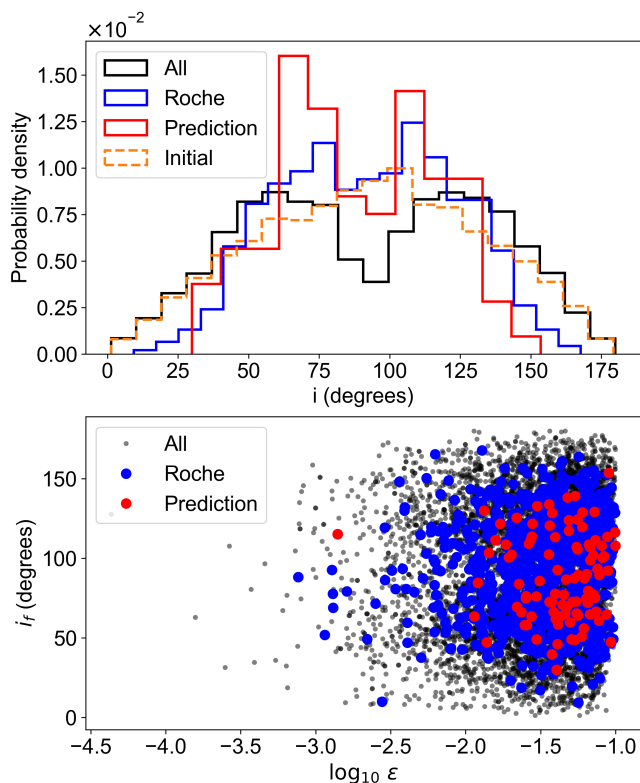 ×10⁻²
Probability density
1.50
1.25
1.00
0.75
0.50
0.25
0.00
All
Roche
Prediction
Initial
0 25 50 75 100 125 150 175
i (degrees)
i_f (degrees)
150
100
50
0
All
Roche
Prediction
−4.5 −4.0 −3.5 −3.0 −2.5 −2.0 −1.5 −1.0
log₁₀ ε